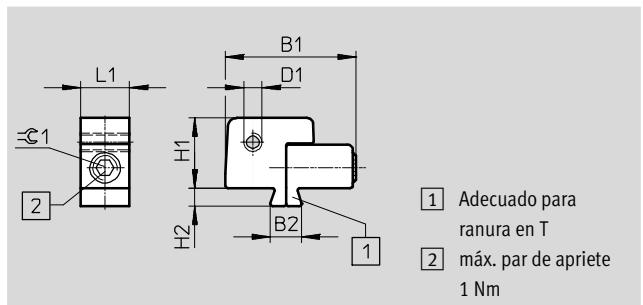 B1
L1
D1
=©1
H1
2
H2
B2
1
1 Adecuado para
ranura en T
2 máx. par de apriete
1 Nm